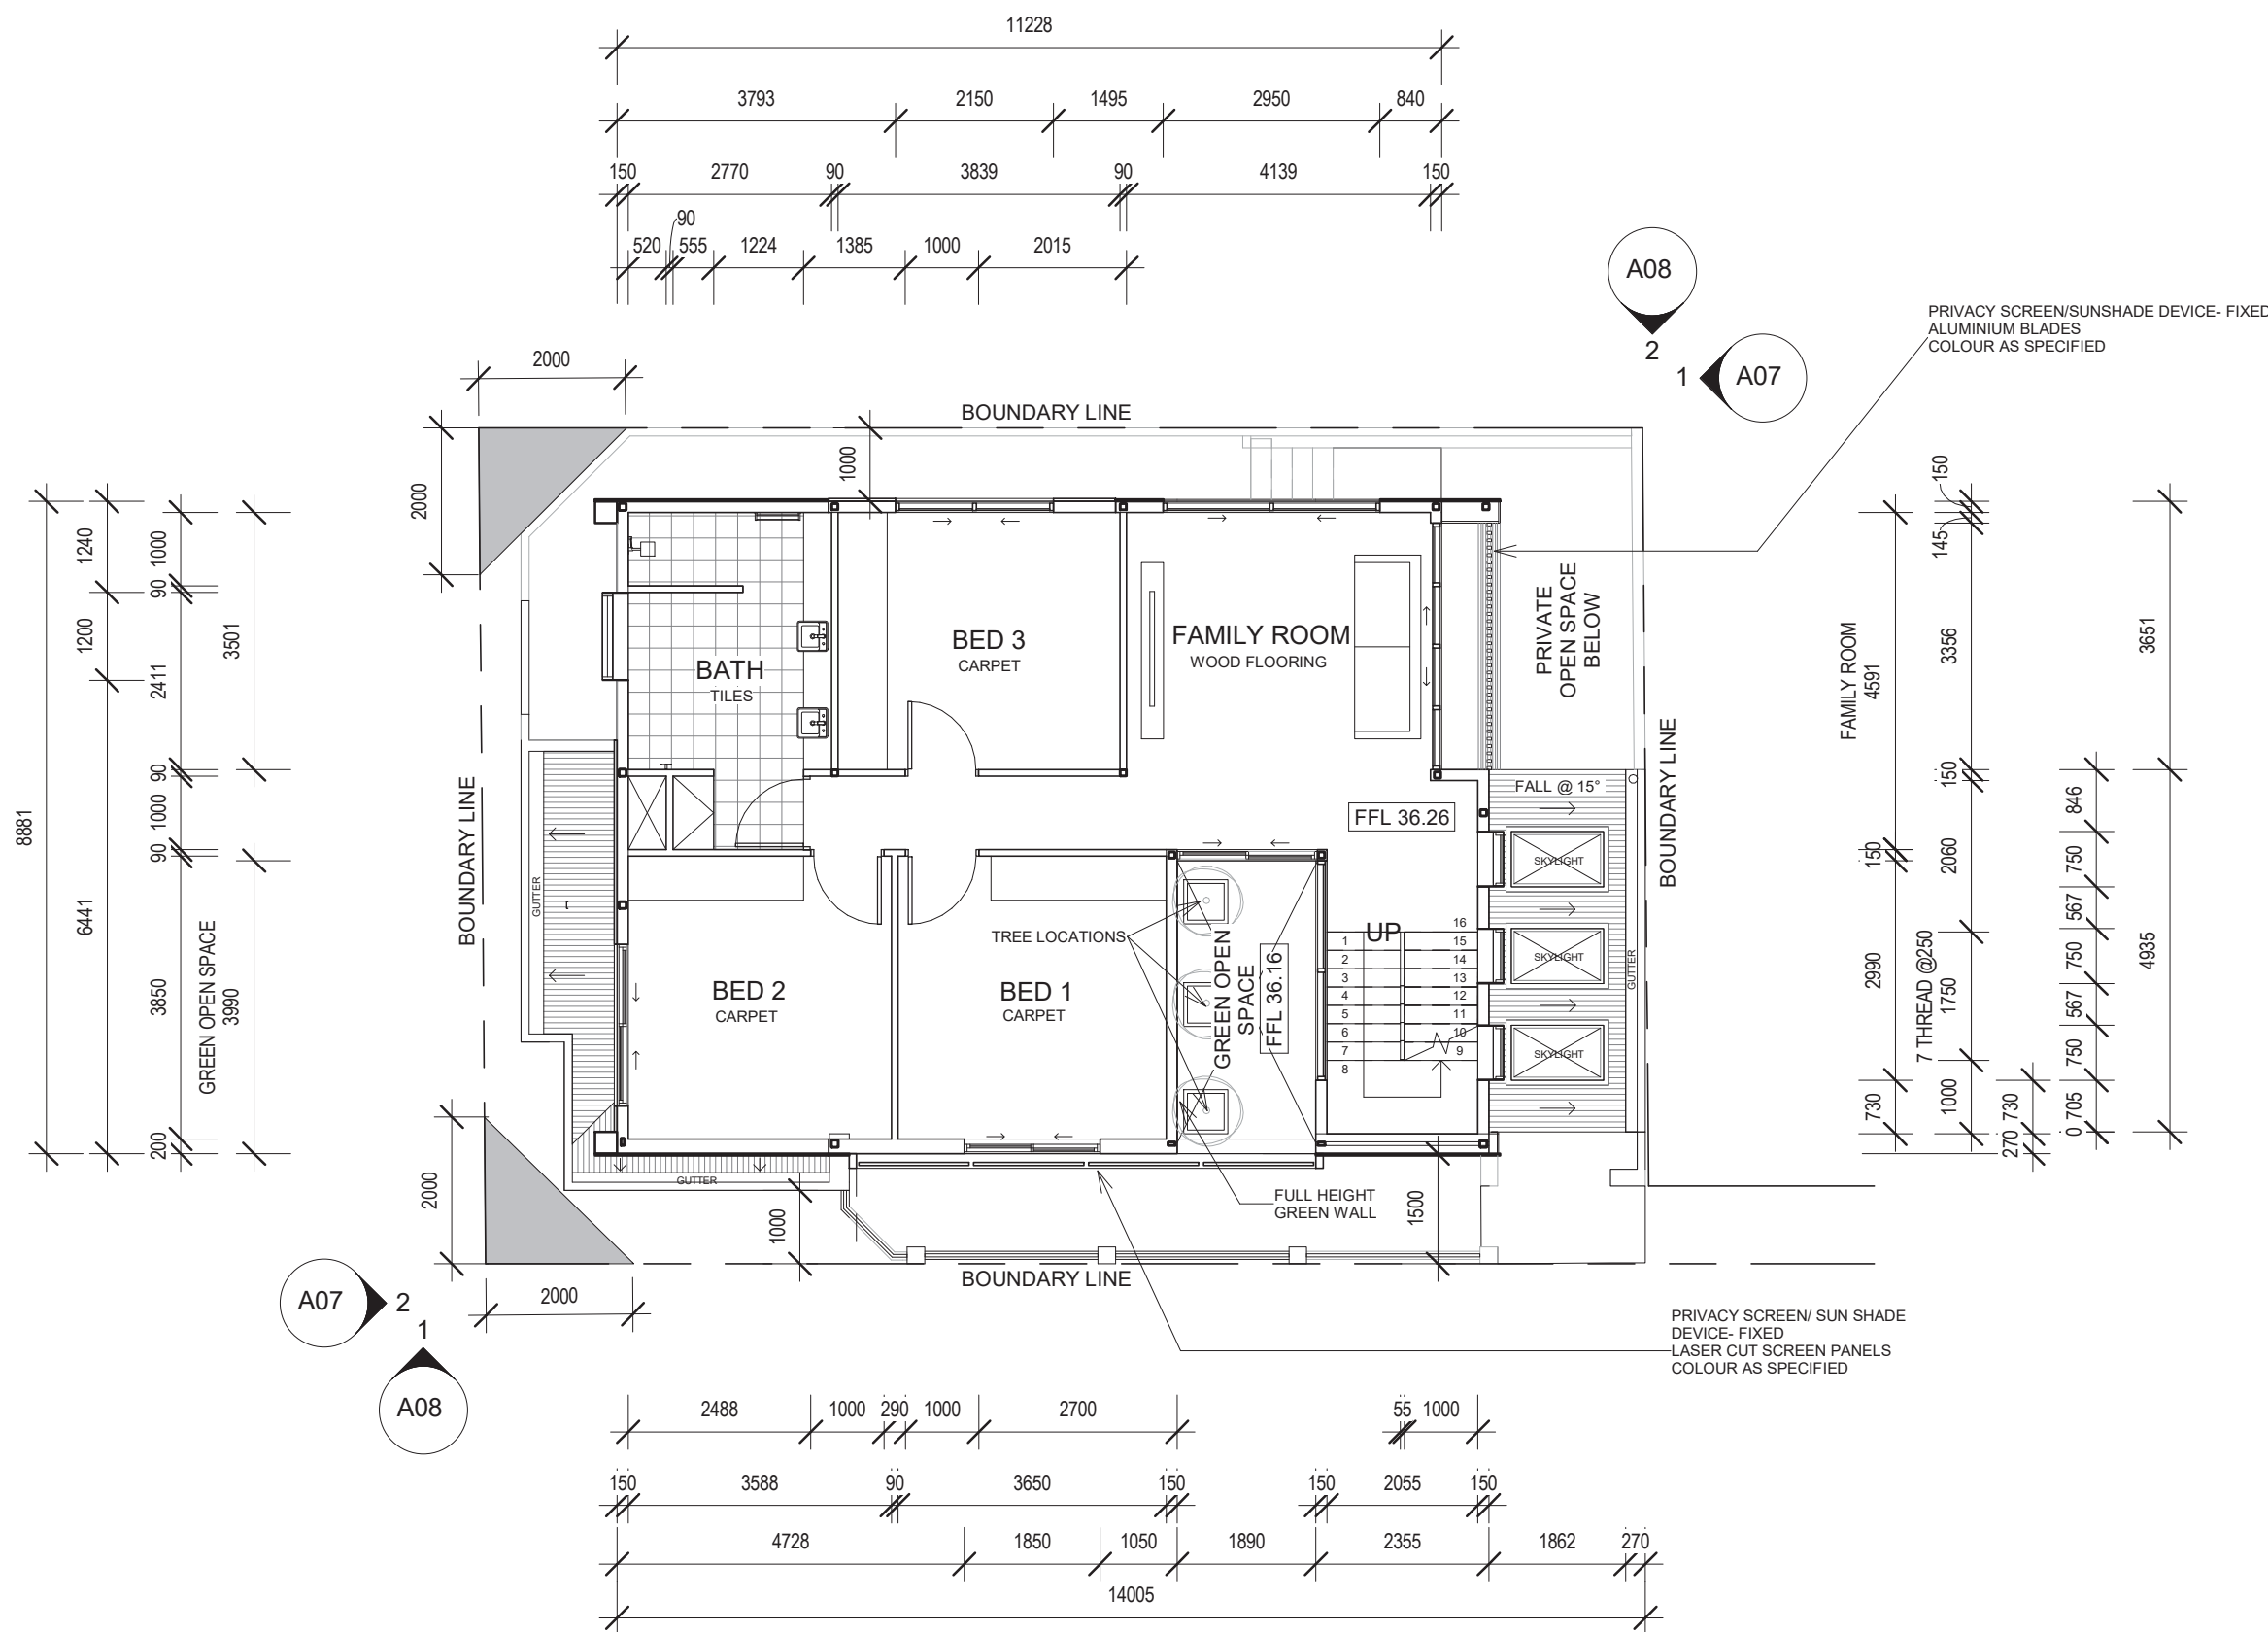 11228
3793 2150 1495 2950 840
150 2770 90 3839 90 4139 150
90
520 555 1224 1385 1000 2015
A08
2
1 A07
PRIVACY SCREEN/SUNSHADE DEVICE- FIXED
ALUMINIUM BLADES
COLOUR AS SPECIFIED
2000
2000
BOUNDARY LINE
1000
8881
1240
1200
6441
1000
90
2411
90
1000
90
3850
200
3501
GREEN OPEN SPACE
3990
BOUNDARY LINE
GUTTER
BATH
TILES
BED 3
CARPET
FAMILY ROOM
WOOD FLOORING
PRIVATE
OPEN SPACE
BELOW
BOUNDARY LINE
FALL @ 15°
FFL 36.26
SKYLIGHT
SKYLIGHT
SKYLIGHT
GUTTER
BED 2
CARPET
BED 1
CARPET
TREE LOCATIONS
GREEN OPEN
SPACE
FFL 36.16
UP
16
1 15
2 14
3 13
4 12
5 11
6 10
7 9
8
FAMILY ROOM
4591
150
2990
730
150
145
3356
150
2060
7 THREAD @250
1750
1000
730
270
846
750
567
750
567
750
705
0
3651
4935
GUTTER
2000
1000
FULL HEIGHT
GREEN WALL
1500
BOUNDARY LINE
2000
A07 2
1
A08
PRIVACY SCREEN/ SUN SHADE
DEVICE- FIXED
LASER CUT SCREEN PANELS
COLOUR AS SPECIFIED
2488 1000 290 1000 2700 55 1000
150 3588 90 3650 150 150 2055 150
4728 1850 1050 1890 2355 1862 270
14005